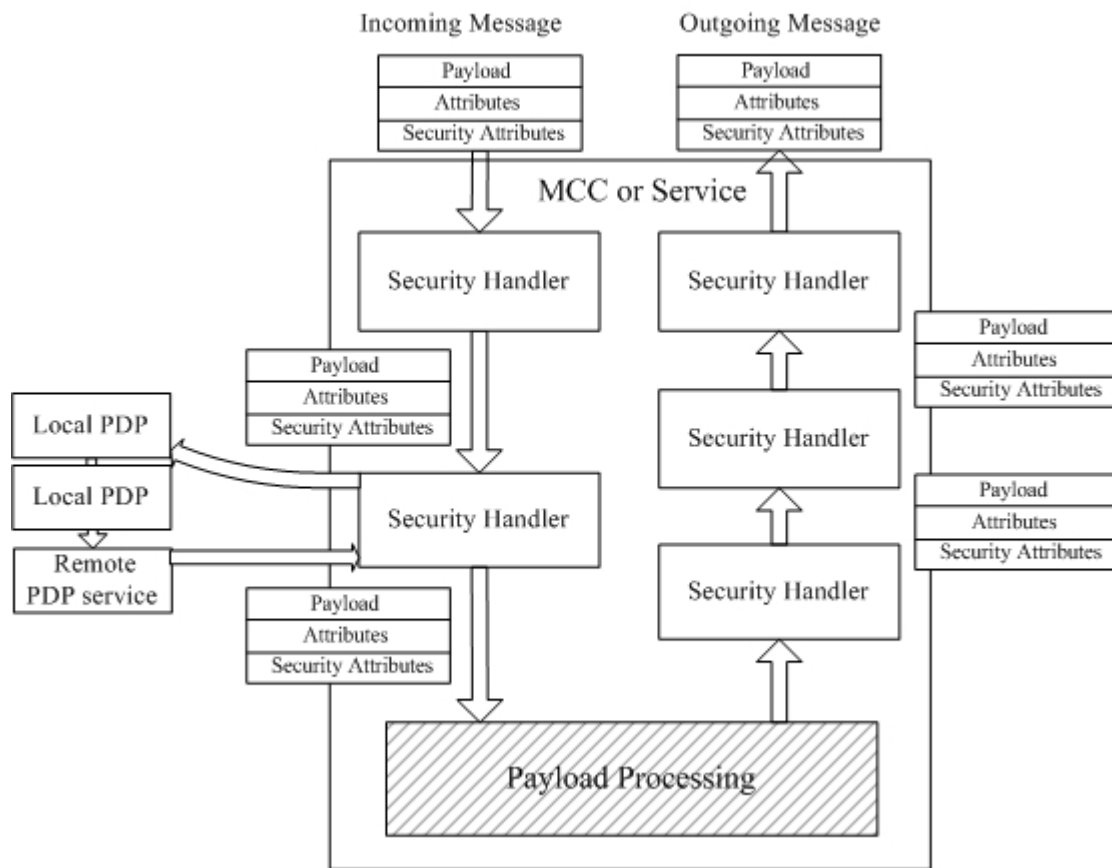 Incoming Message
Outgoing Message
Payload
Attributes
Security Attributes
Payload
Attributes
Security Attributes
MCC or Service
Security Handler
Security Handler
Payload
Attributes
Security Attributes
Payload
Attributes
Security Attributes
Local PDP
Local PDP
Remote
PDP service
Security Handler
Security Handler
Payload
Attributes
Security Attributes
Security Handler
Payload
Attributes
Security Attributes
Payload Processing